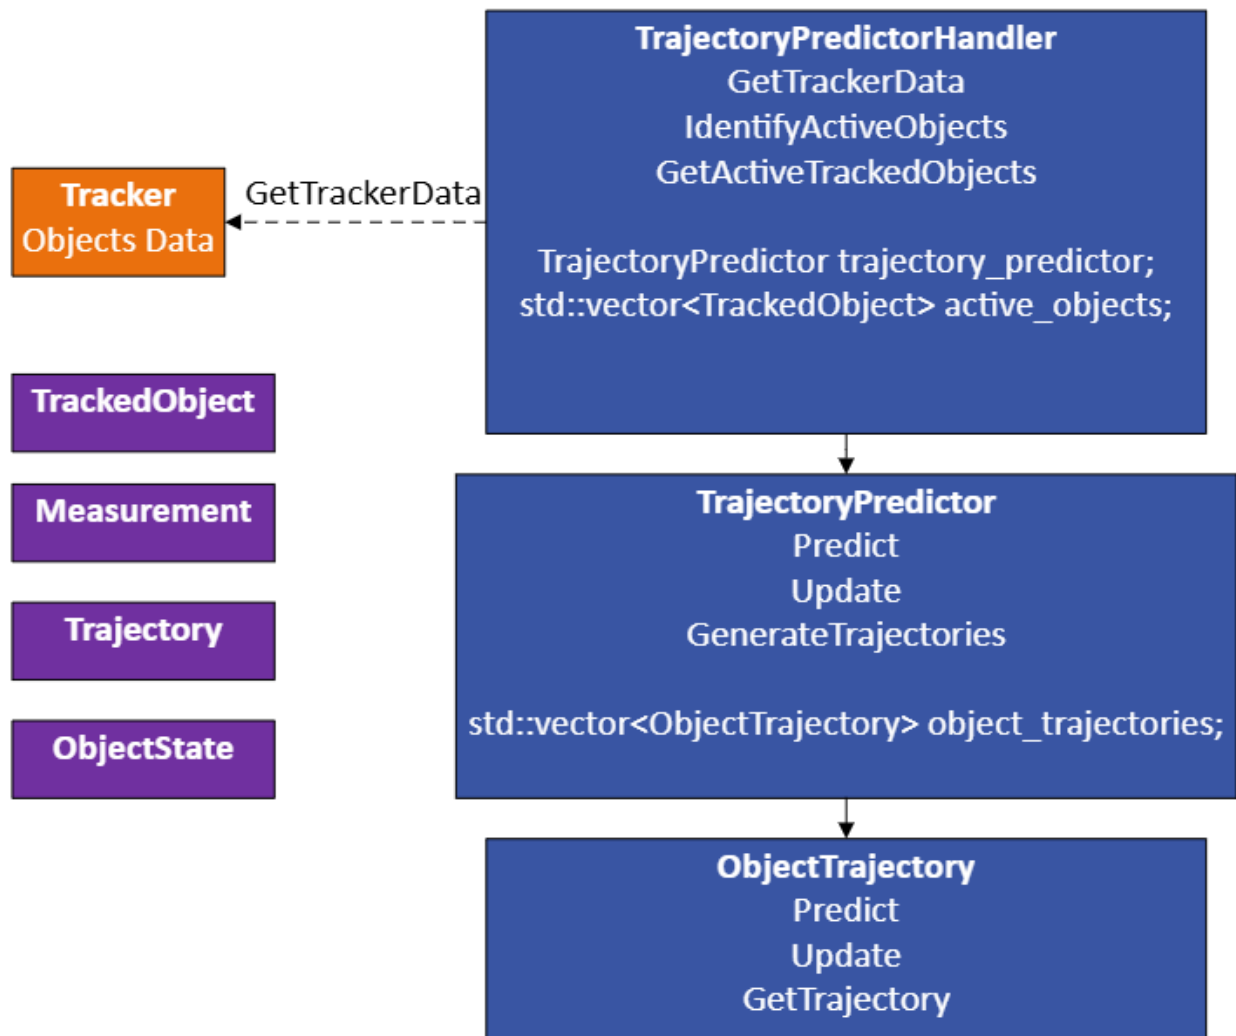 TrajectoryPredictorHandler
GetTrackerData
IdentifyActiveObjects
GetActiveTrackedObjects
TrajectoryPredictor trajectory_predictor;
std::vector<TrackedObject> active_objects;
GetTrackerData
Tracker
Objects Data
TrackedObject
Measurement
Trajectory
ObjectState
TrajectoryPredictor
Predict
Update
GenerateTrajectories
std::vector<ObjectTrajectory> object_trajectories;
ObjectTrajectory
Predict
Update
GetTrajectory